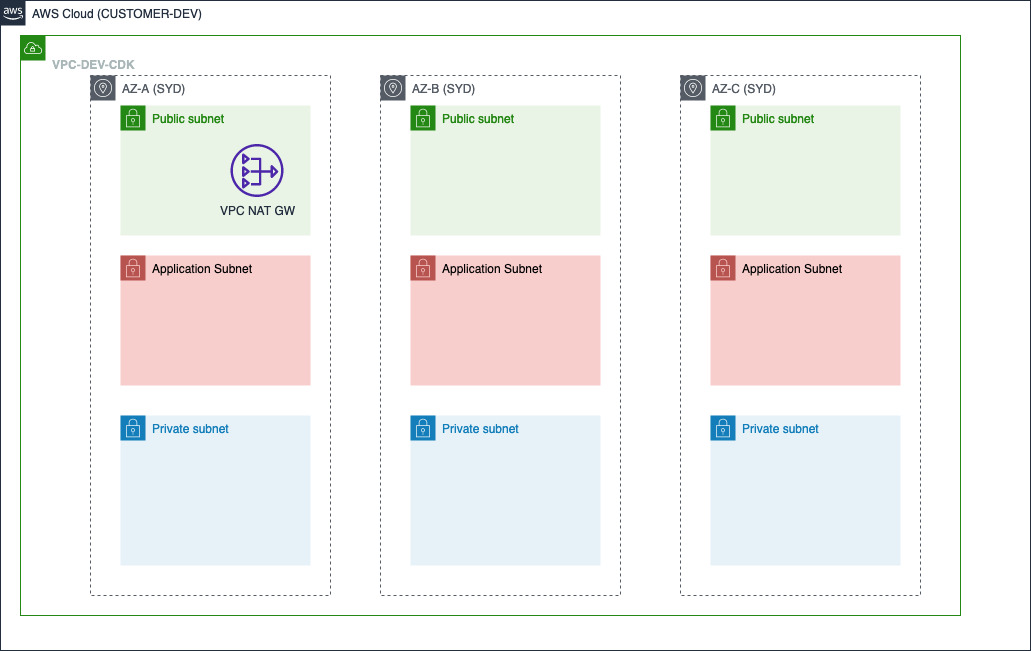 aws
AWS Cloud (CUSTOMER-DEV)
VPC-DEV-CDK
AZ-A (SYD)
Public subnet
VPC NAT GW
Application Subnet
Private subnet
AZ-B (SYD)
Public subnet
Application Subnet
Private subnet
AZ-C (SYD)
Public subnet
Application Subnet
Private subnet